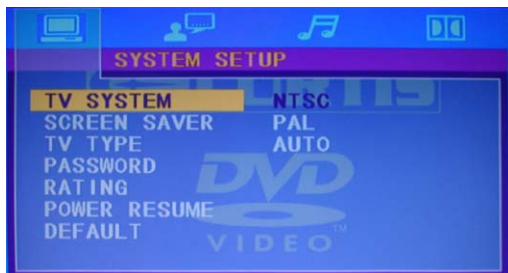 SYSTEM SETUP
CURTIS
TV SYSTEM NTSC
SCREEN SAVER PAL
TV TYPE AUTO
PASSWORD
RATING
POWER RESUME
DEFAULT
DVD
VIDEO TM